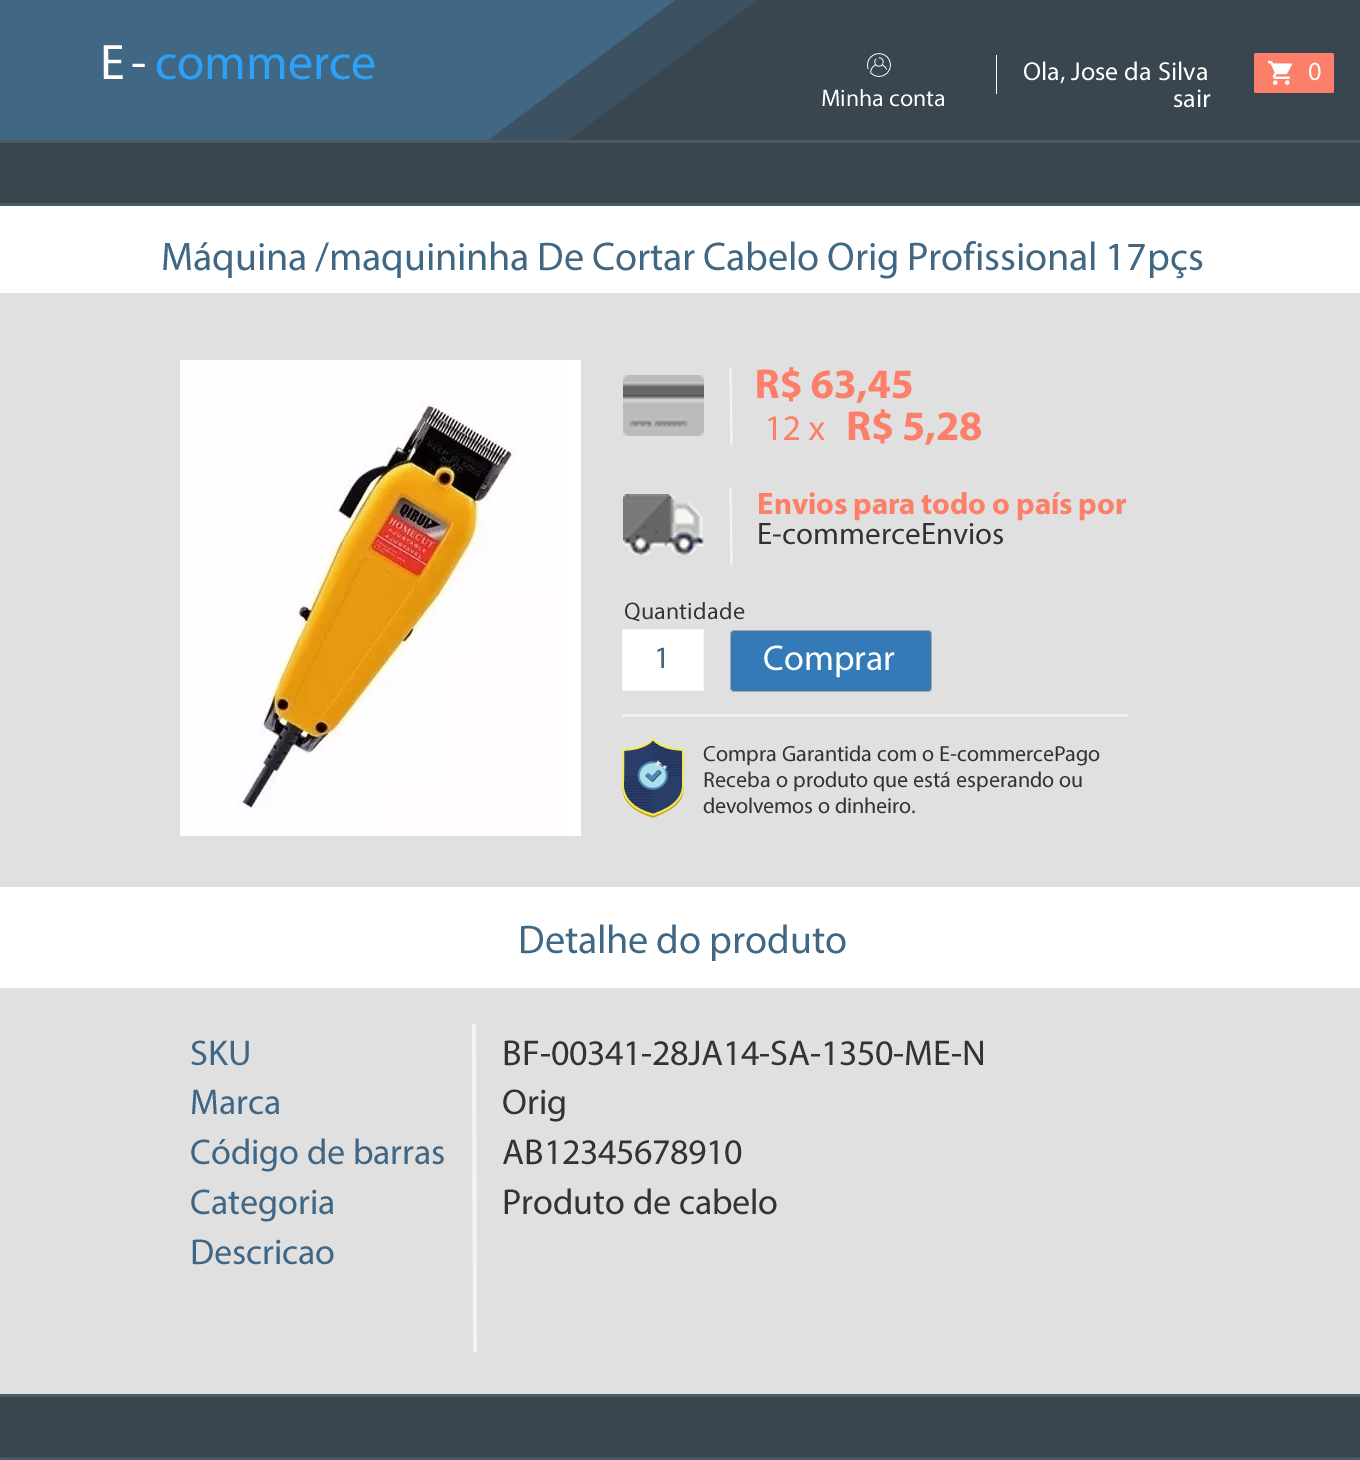 E - commerce
Minha conta
Ola, Jose da Silva
sair
0
Máquina /maquininha De Cortar Cabelo Orig Profissional 17pçs
QIRUI
HOMECUT
R$ 63,45
12 x R$ 5,28
Envios para todo o país por
E-commerceEnvios
Quantidade
1
Comprar
Compra Garantida com o E-commercePago
Receba o produto que está esperando ou
devolvemos o dinheiro.
Detalhe do produto
SKU BF-00341-28JA14-SA-1350-ME-N
Marca Orig
Código de barras AB12345678910
Categoria Produto de cabelo
Descricao